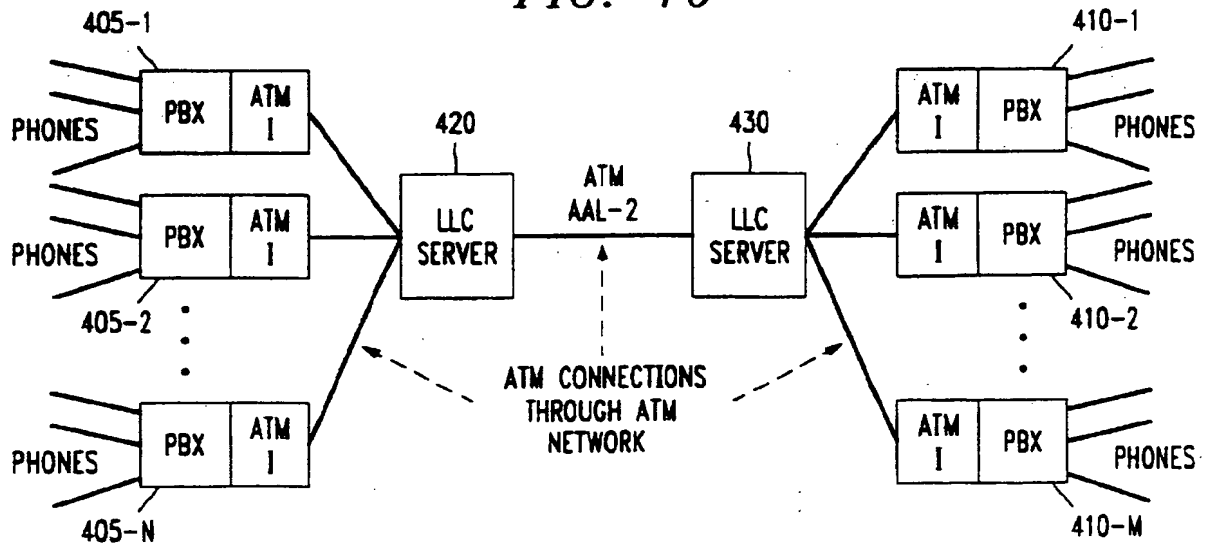 405-1
410-1
PBX
ATM
I
ATM
I
PBX
PHONES
PHONES
420
430
LLC
SERVER
ATM
AAL-2
LLC
SERVER
PBX
ATM
I
ATM
I
PBX
PHONES
PHONES
405-2
410-2
ATM CONNECTIONS
THROUGH ATM
NETWORK
PBX
ATM
I
ATM
I
PBX
PHONES
PHONES
405-N
410-M